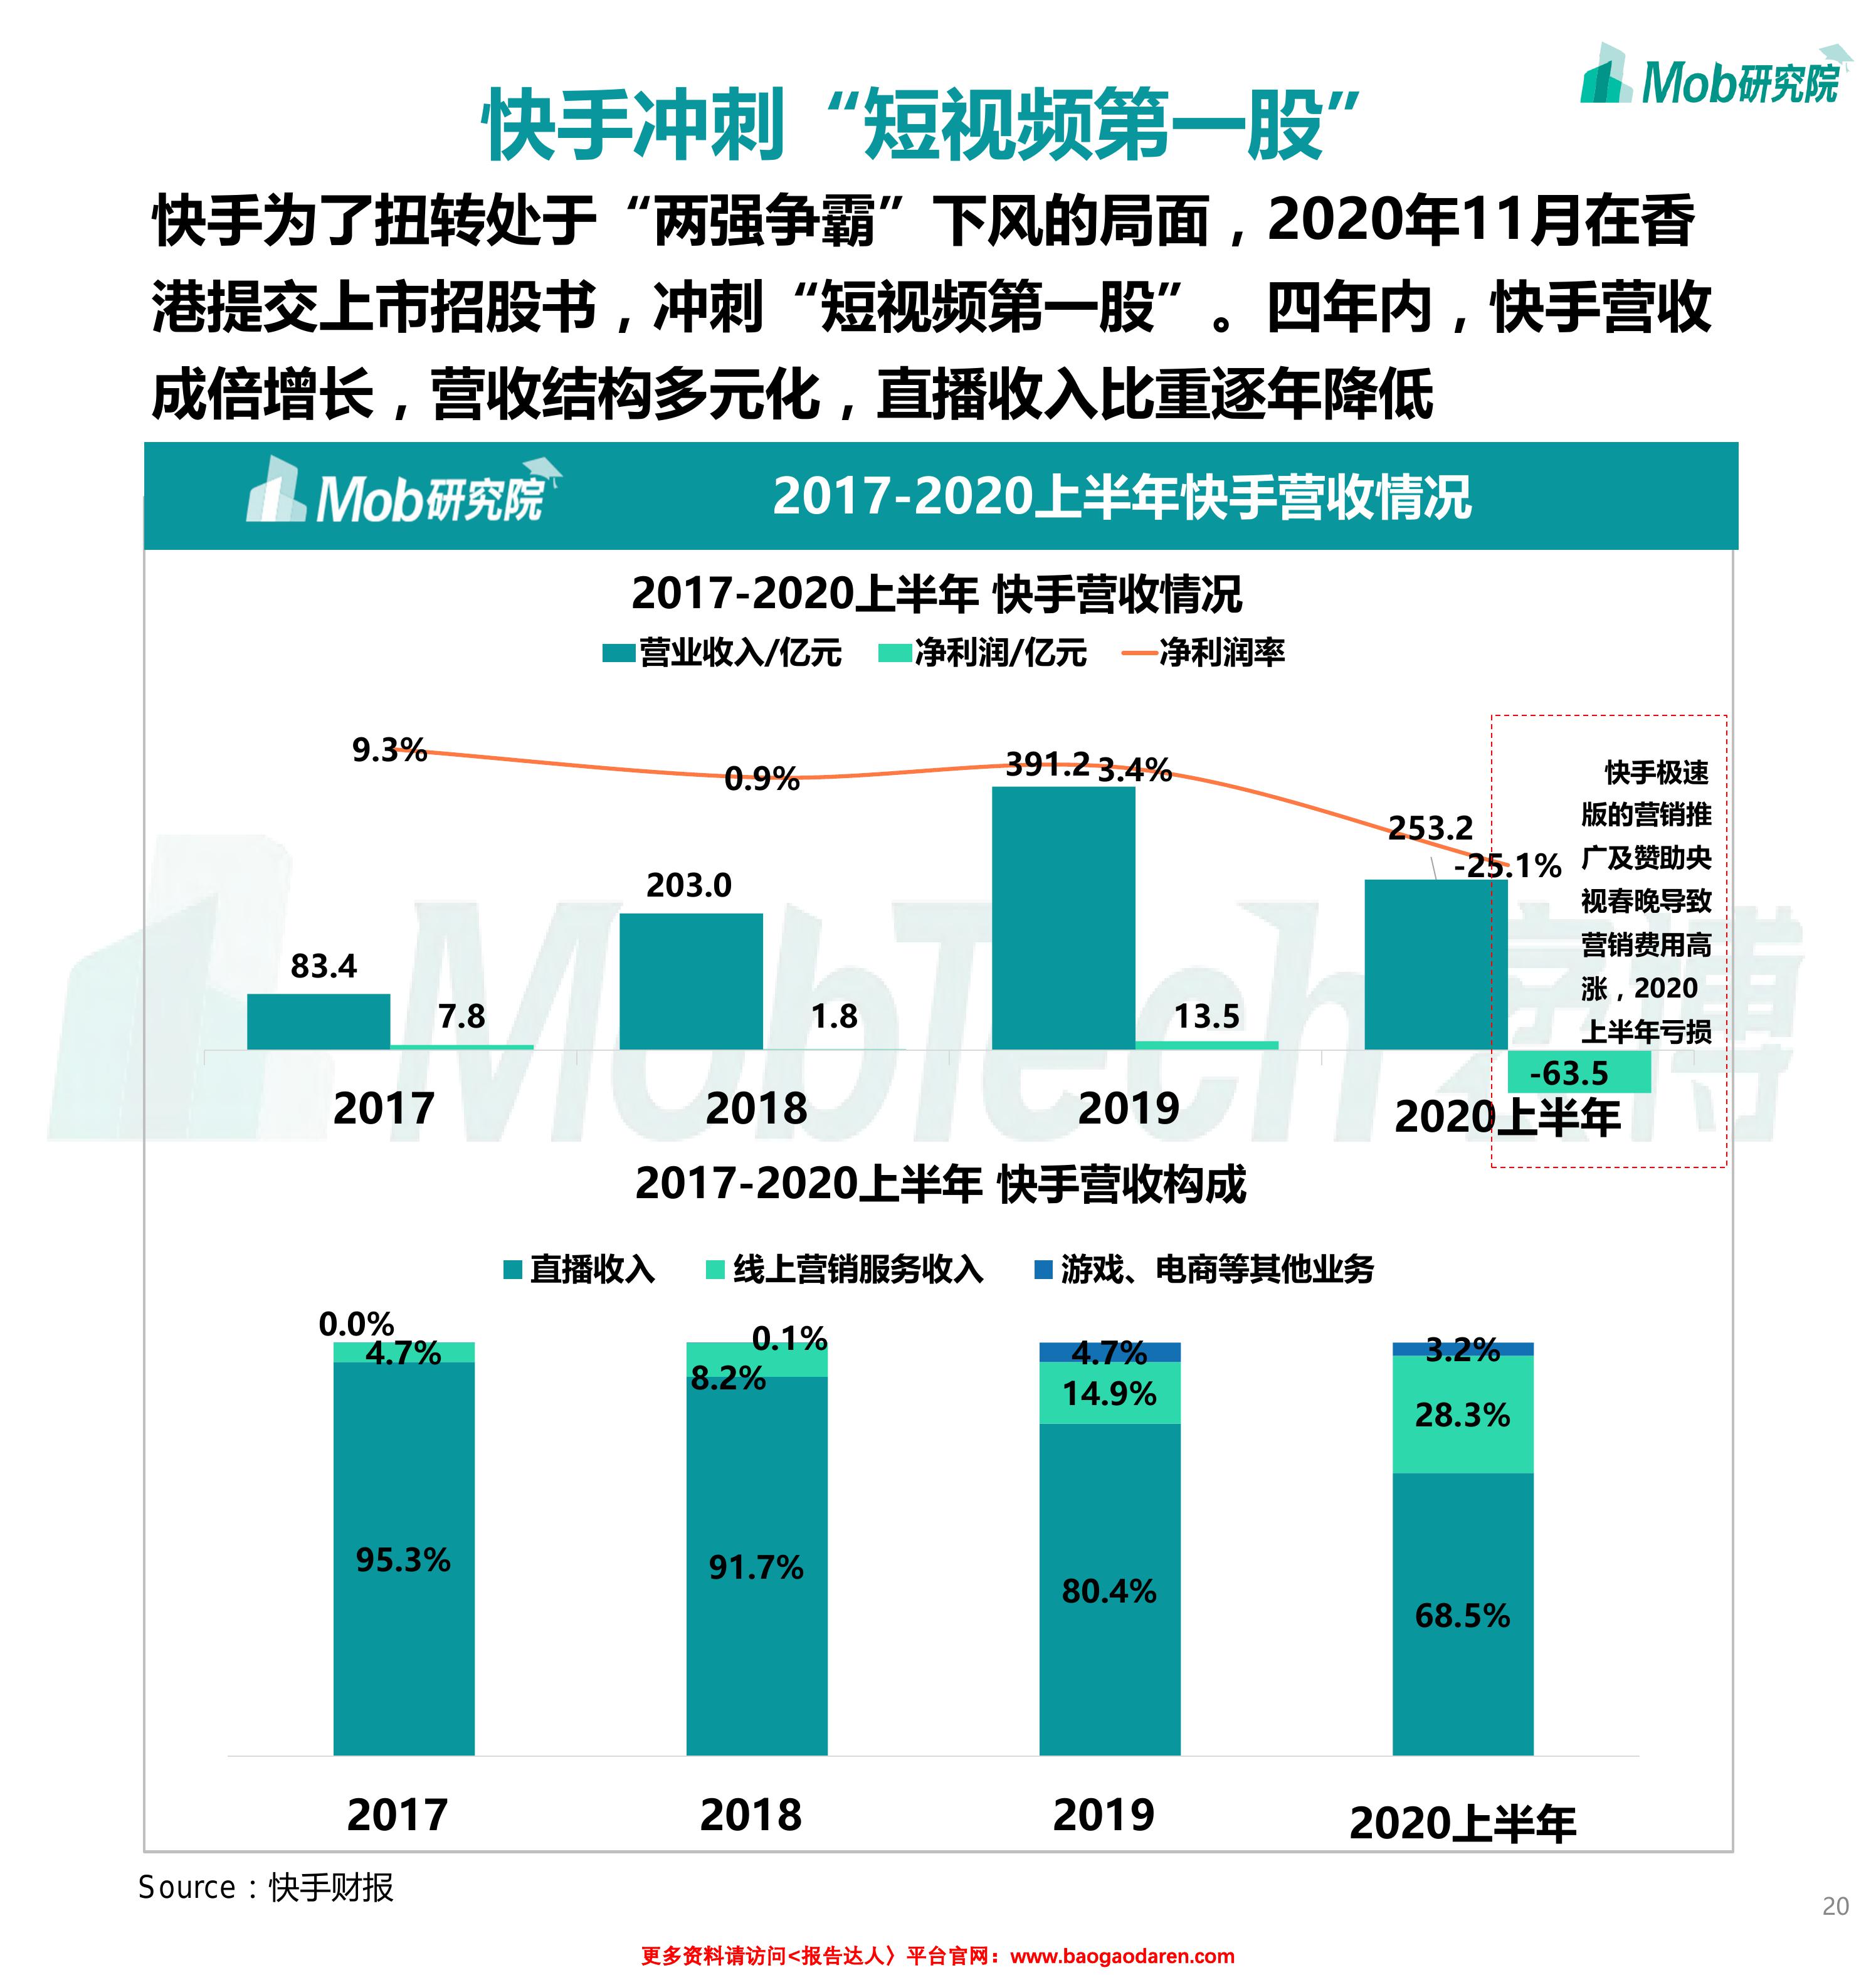 Mob研究院
快手冲刺“短视频第一股”
快手为了扭转处于“两强争霸”下风的局面，2020年11月在香
港提交上市招股书，冲刺“短视频第一股”。四年内，快手营收
成倍增长，营收结构多元化，直播收入比重逐年降低
Mob研究院
2017-2020上半年快手营收情况
2017-2020上半年 快手营收情况
营业收入/亿元 净利润/亿元 净利润率
9.3% 0.9% 391.2 3.4% 253.2 -25.1%
83.4 7.8 203.0 1.8 13.5 -63.5
快手极速
版的营销推
广及赞助央
视春晚导致
营销费用高
涨，2020
上半年亏损
2017 2018 2019 2020上半年
MobTech
2017-2020上半年 快手营收构成
直播收入 线上营销服务收入 游戏、电商等其他业务
0.0% 0.1% 4.7% 3.2%
4.7% 8.2% 14.9% 28.3%
95.3% 91.7% 80.4% 68.5%
2017 2018 2019 2020上半年
Source：快手财报
20
更多资料请访问<报告达人〉平台官网：www.baogaodaren.com